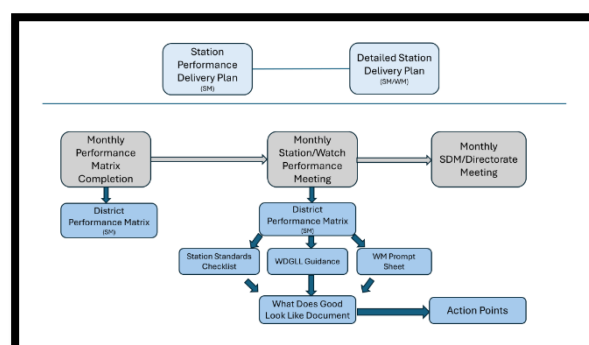 Station
Performance
Delivery Plan
(SM)
Detailed Station
Delivery Plan
(SM/WM)
Monthly
Performance
Matrix
Completion
Monthly
Station/Watch
Performance
Meeting
Monthly
SDM/Directorate
Meeting
District
Performance Matrix
(SM)
District
Performance Matrix
(SM)
Station Standards
Checklist
WDGLL Guidance
WM Prompt
Sheet
What Does Good
Look Like Document
Action Points